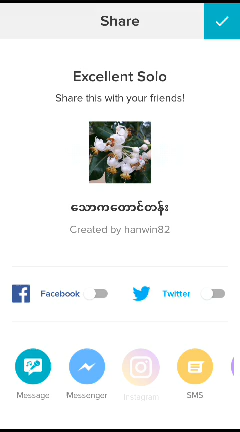 Share
Excellent Solo
Share this with your friends!
သောကတောင်တန်း
Created by hanwin82
Facebook
Twitter
Message
Messenger
Instagram
SMS